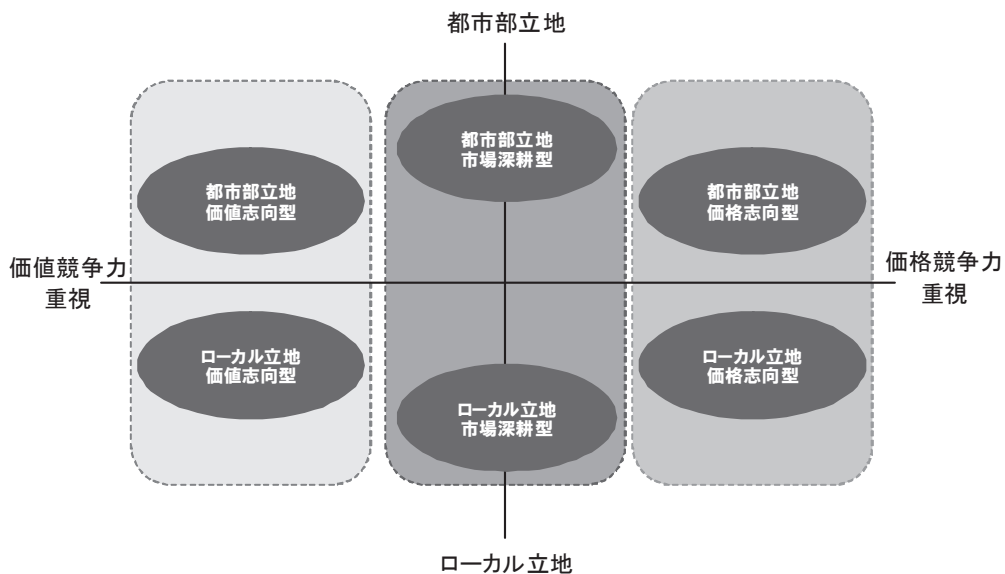 都市部立地
都市部立地
市場深耕型
都市部立地
価値志向型
都市部立地
価格志向型
価値競争力
重視
価格競争力
重視
ローカル立地
価値志向型
ローカル立地
価格志向型
ローカル立地
市場深耕型
ローカル立地